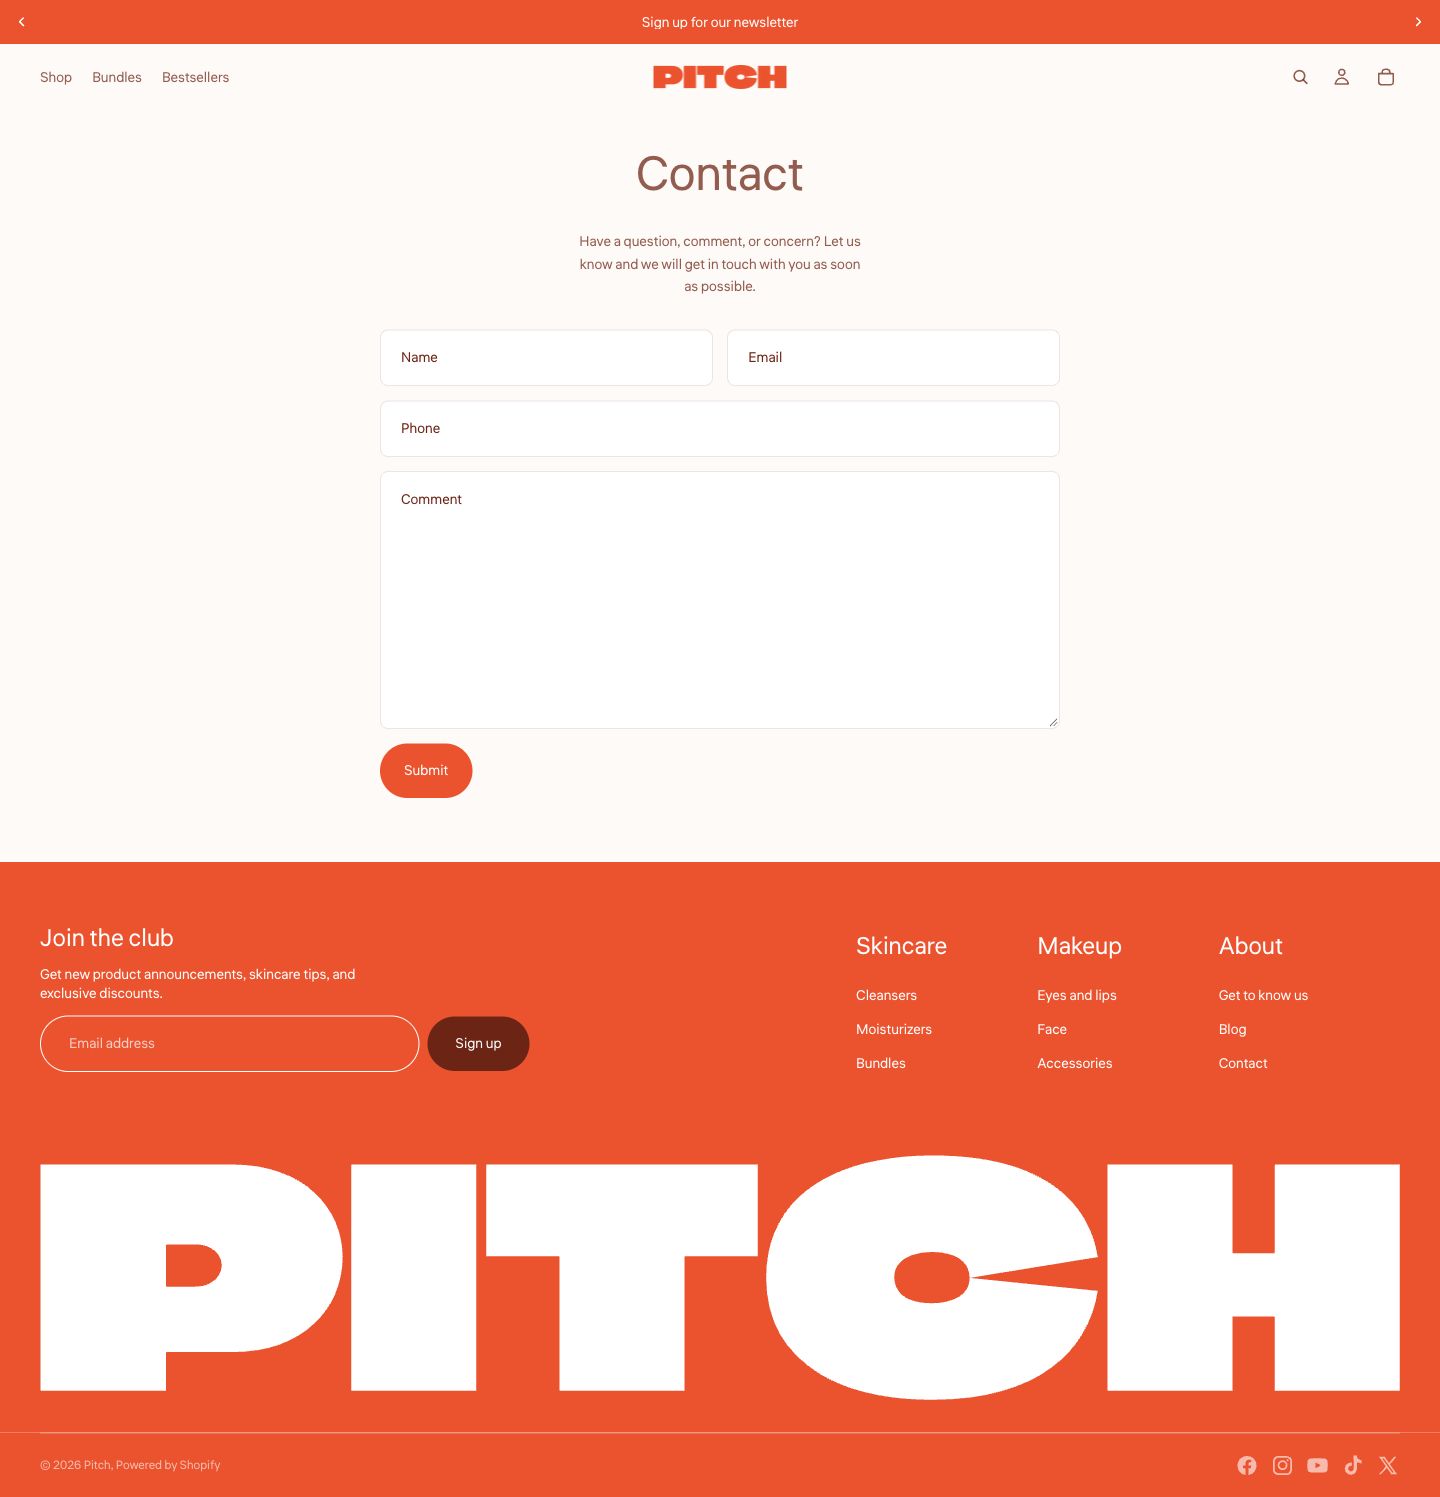 Sign up for our newsletter
Shop Bundles Bestsellers
PITCH
Contact
Have a question, comment, or concern? Let us
know and we will get in touch with you as soon
as possible.
Name
Email
Phone
Comment
Submit
Join the club
Get new product announcements, skincare tips, and
exclusive discounts.
Email address
Sign up
Skincare
Cleansers
Moisturizers
Bundles
Makeup
Eyes and lips
Face
Accessories
About
Get to know us
Blog
Contact
PITCH
© 2026 Pitch, Powered by Shopify